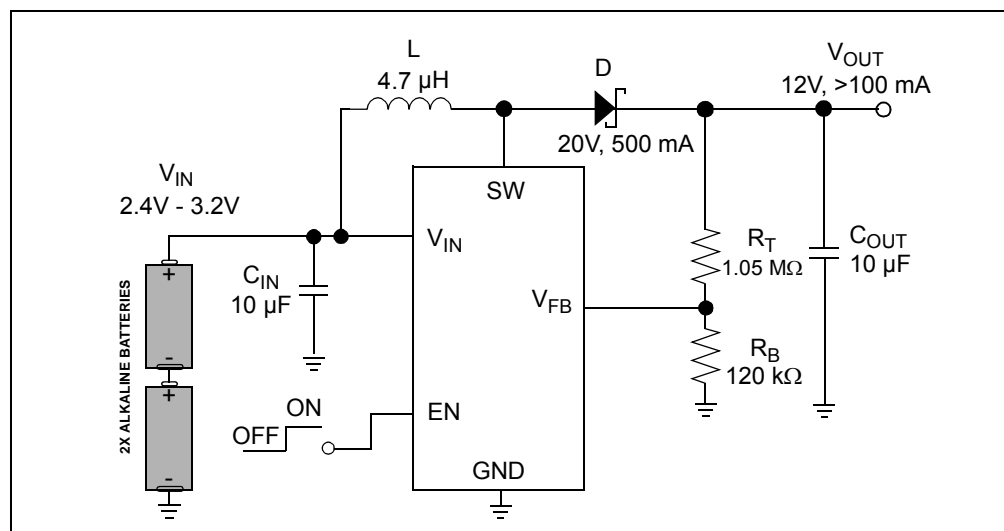 L
4.7 µH
D
20V, 500 mA
V_OUT
12V, >100 mA
V_IN
2.4V - 3.2V
SW
V_IN
C_IN
10 µF
V_FB
R_T
1.05 MΩ
C_OUT
10 µF
R_B
120 kΩ
2X ALKALINE BATTERIES
+
-
+
-
ON
OFF
EN
GND